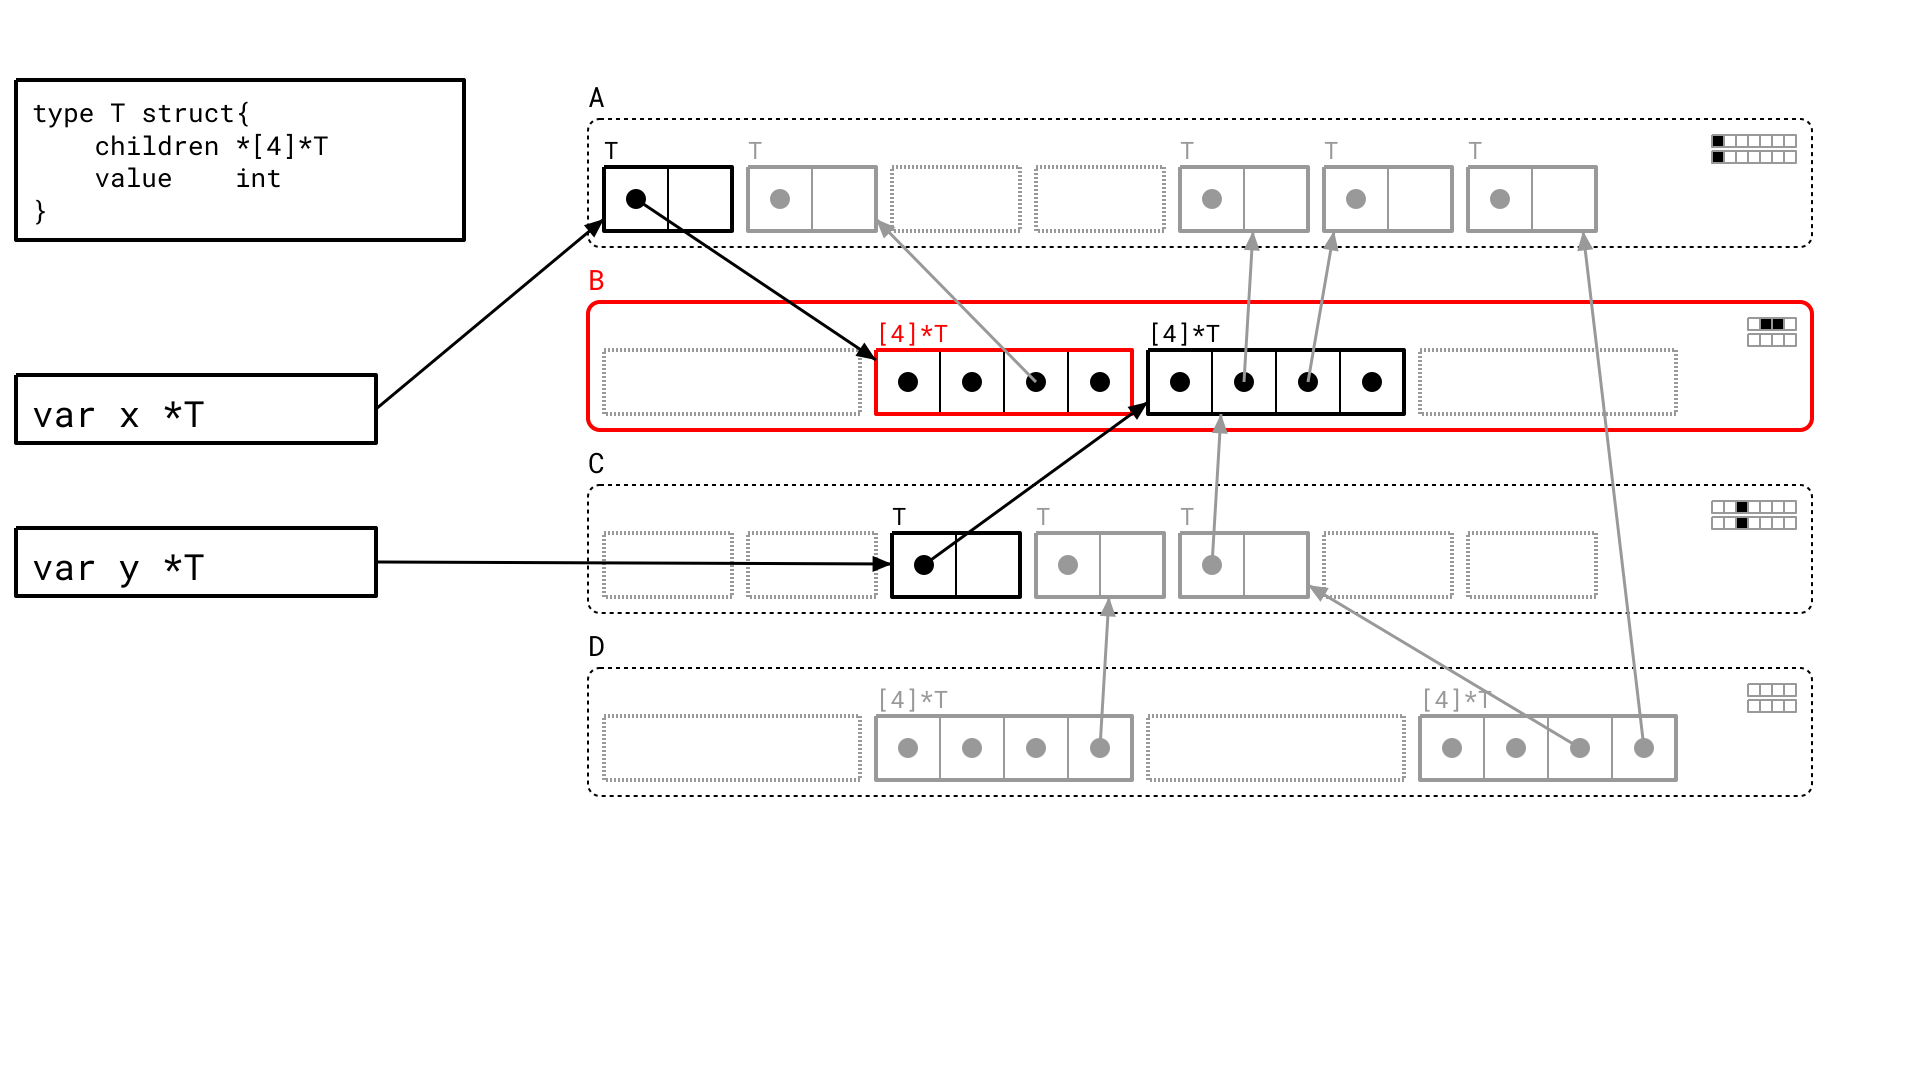 type T struct{
    children *[4]*T
    value    int
}
var x *T
var y *T
A
T
T
T
T
T
B
[4]*T
[4]*T
C
T
T
T
D
[4]*T
[4]*T